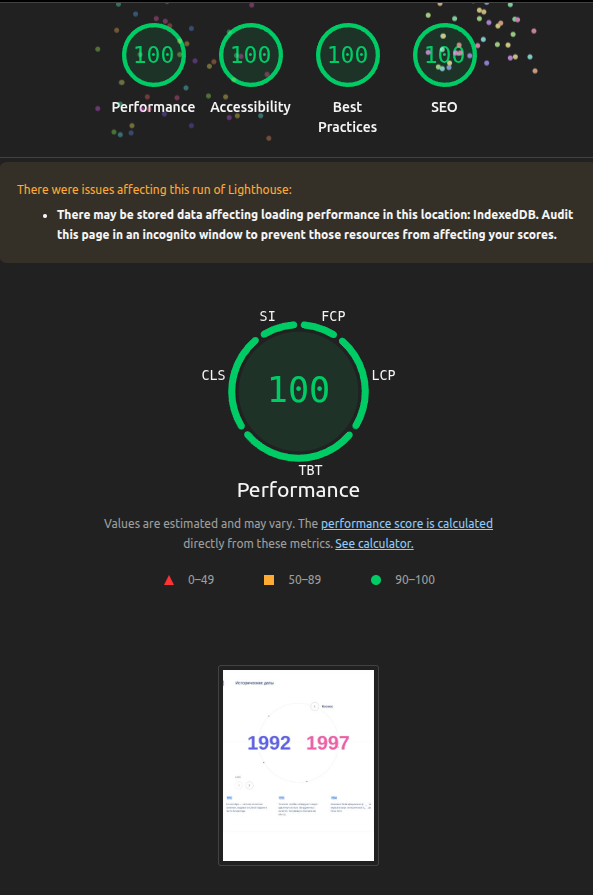 100 100 100 100
Performance Accessibility Best Practices SEO
There were issues affecting this run of Lighthouse:
There may be stored data affecting loading performance in this location: IndexedDB. Audit
this page in an incognito window to prevent those resources from affecting your scores.
SI FCP
CLS LCP
100
TBT
Performance
Values are estimated and may vary. The performance score is calculated
directly from these metrics. See calculator.
0–49 50–89 90–100
Исторические даты
1992 1997